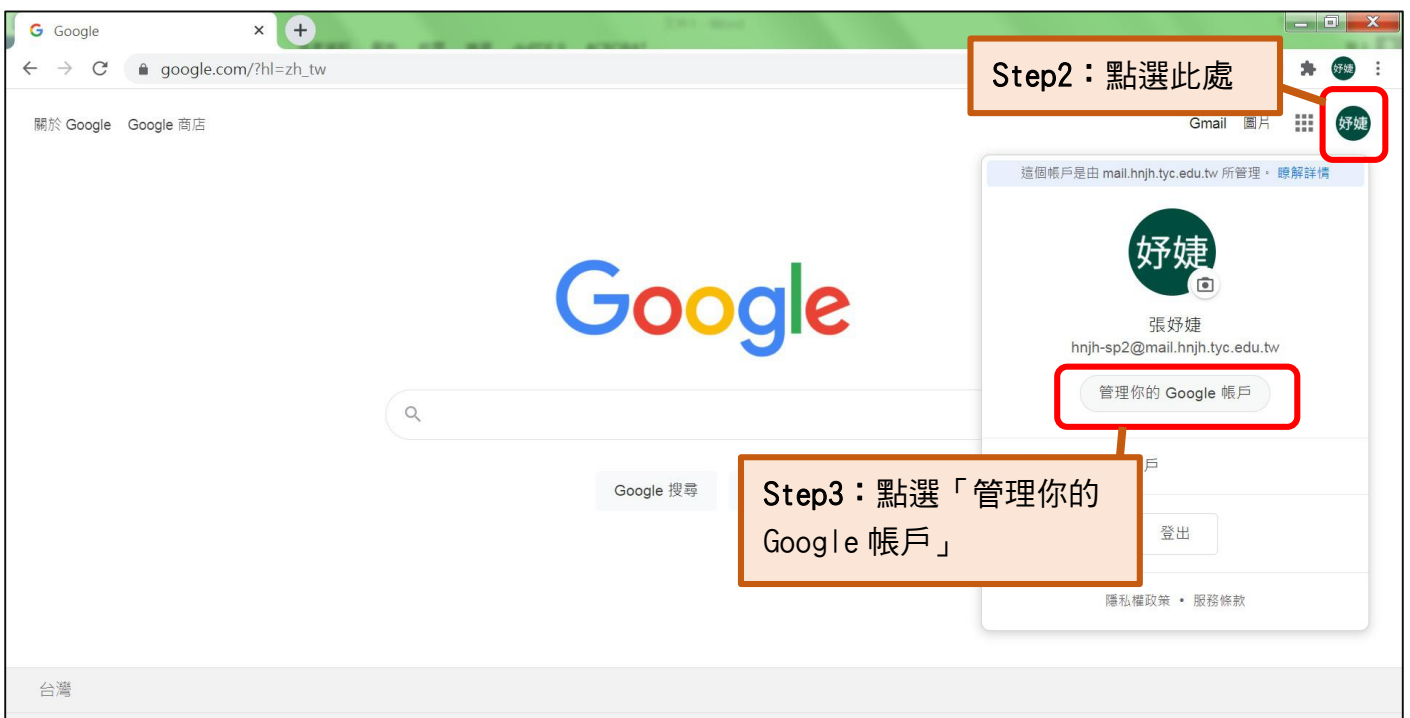 Google
google.com/?hl=zh_tw
Step2：點選此處
妤婕
關於 Google Google 商店
Gmail 圖片
妤婕
這個帳戶是由 mail.hnjh.tyc.edu.tw 所管理。 瞭解詳情
妤婕
Google
張妤婕
hnjh-sp2@mail.hnjh.tyc.edu.tw
管理你的 Google 帳戶
戶
Google 搜尋
Step3：點選「管理你的
Google 帳戶」
登出
隱私權政策 • 服務條款
台灣